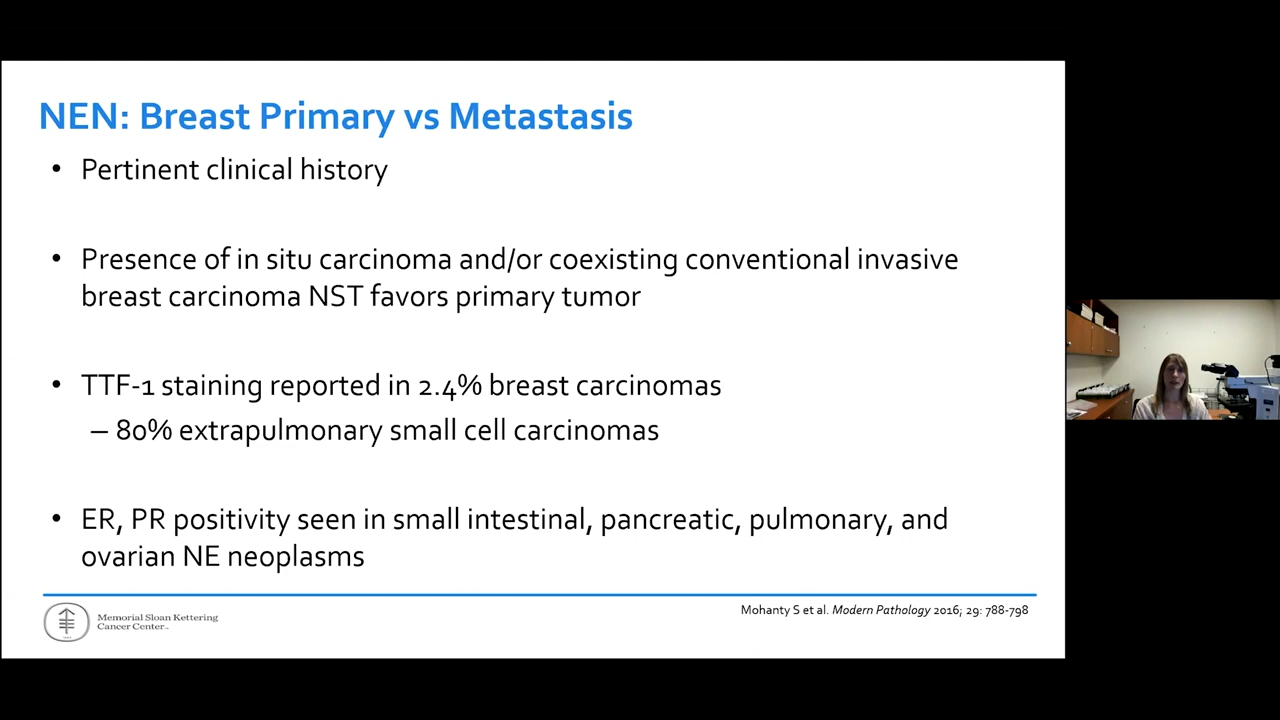 NEN: Breast Primary vs Metastasis
• Pertinent clinical history
• Presence of in situ carcinoma and/or coexisting conventional invasive
breast carcinoma NST favors primary tumor
• TTF-1 staining reported in 2.4% breast carcinomas
– 80% extrapulmonary small cell carcinomas
• ER, PR positivity seen in small intestinal, pancreatic, pulmonary, and
ovarian NE neoplasms
Mohanty S et al. Modern Pathology 2016; 29: 788-798
Memorial Sloan Kettering
Cancer Center™